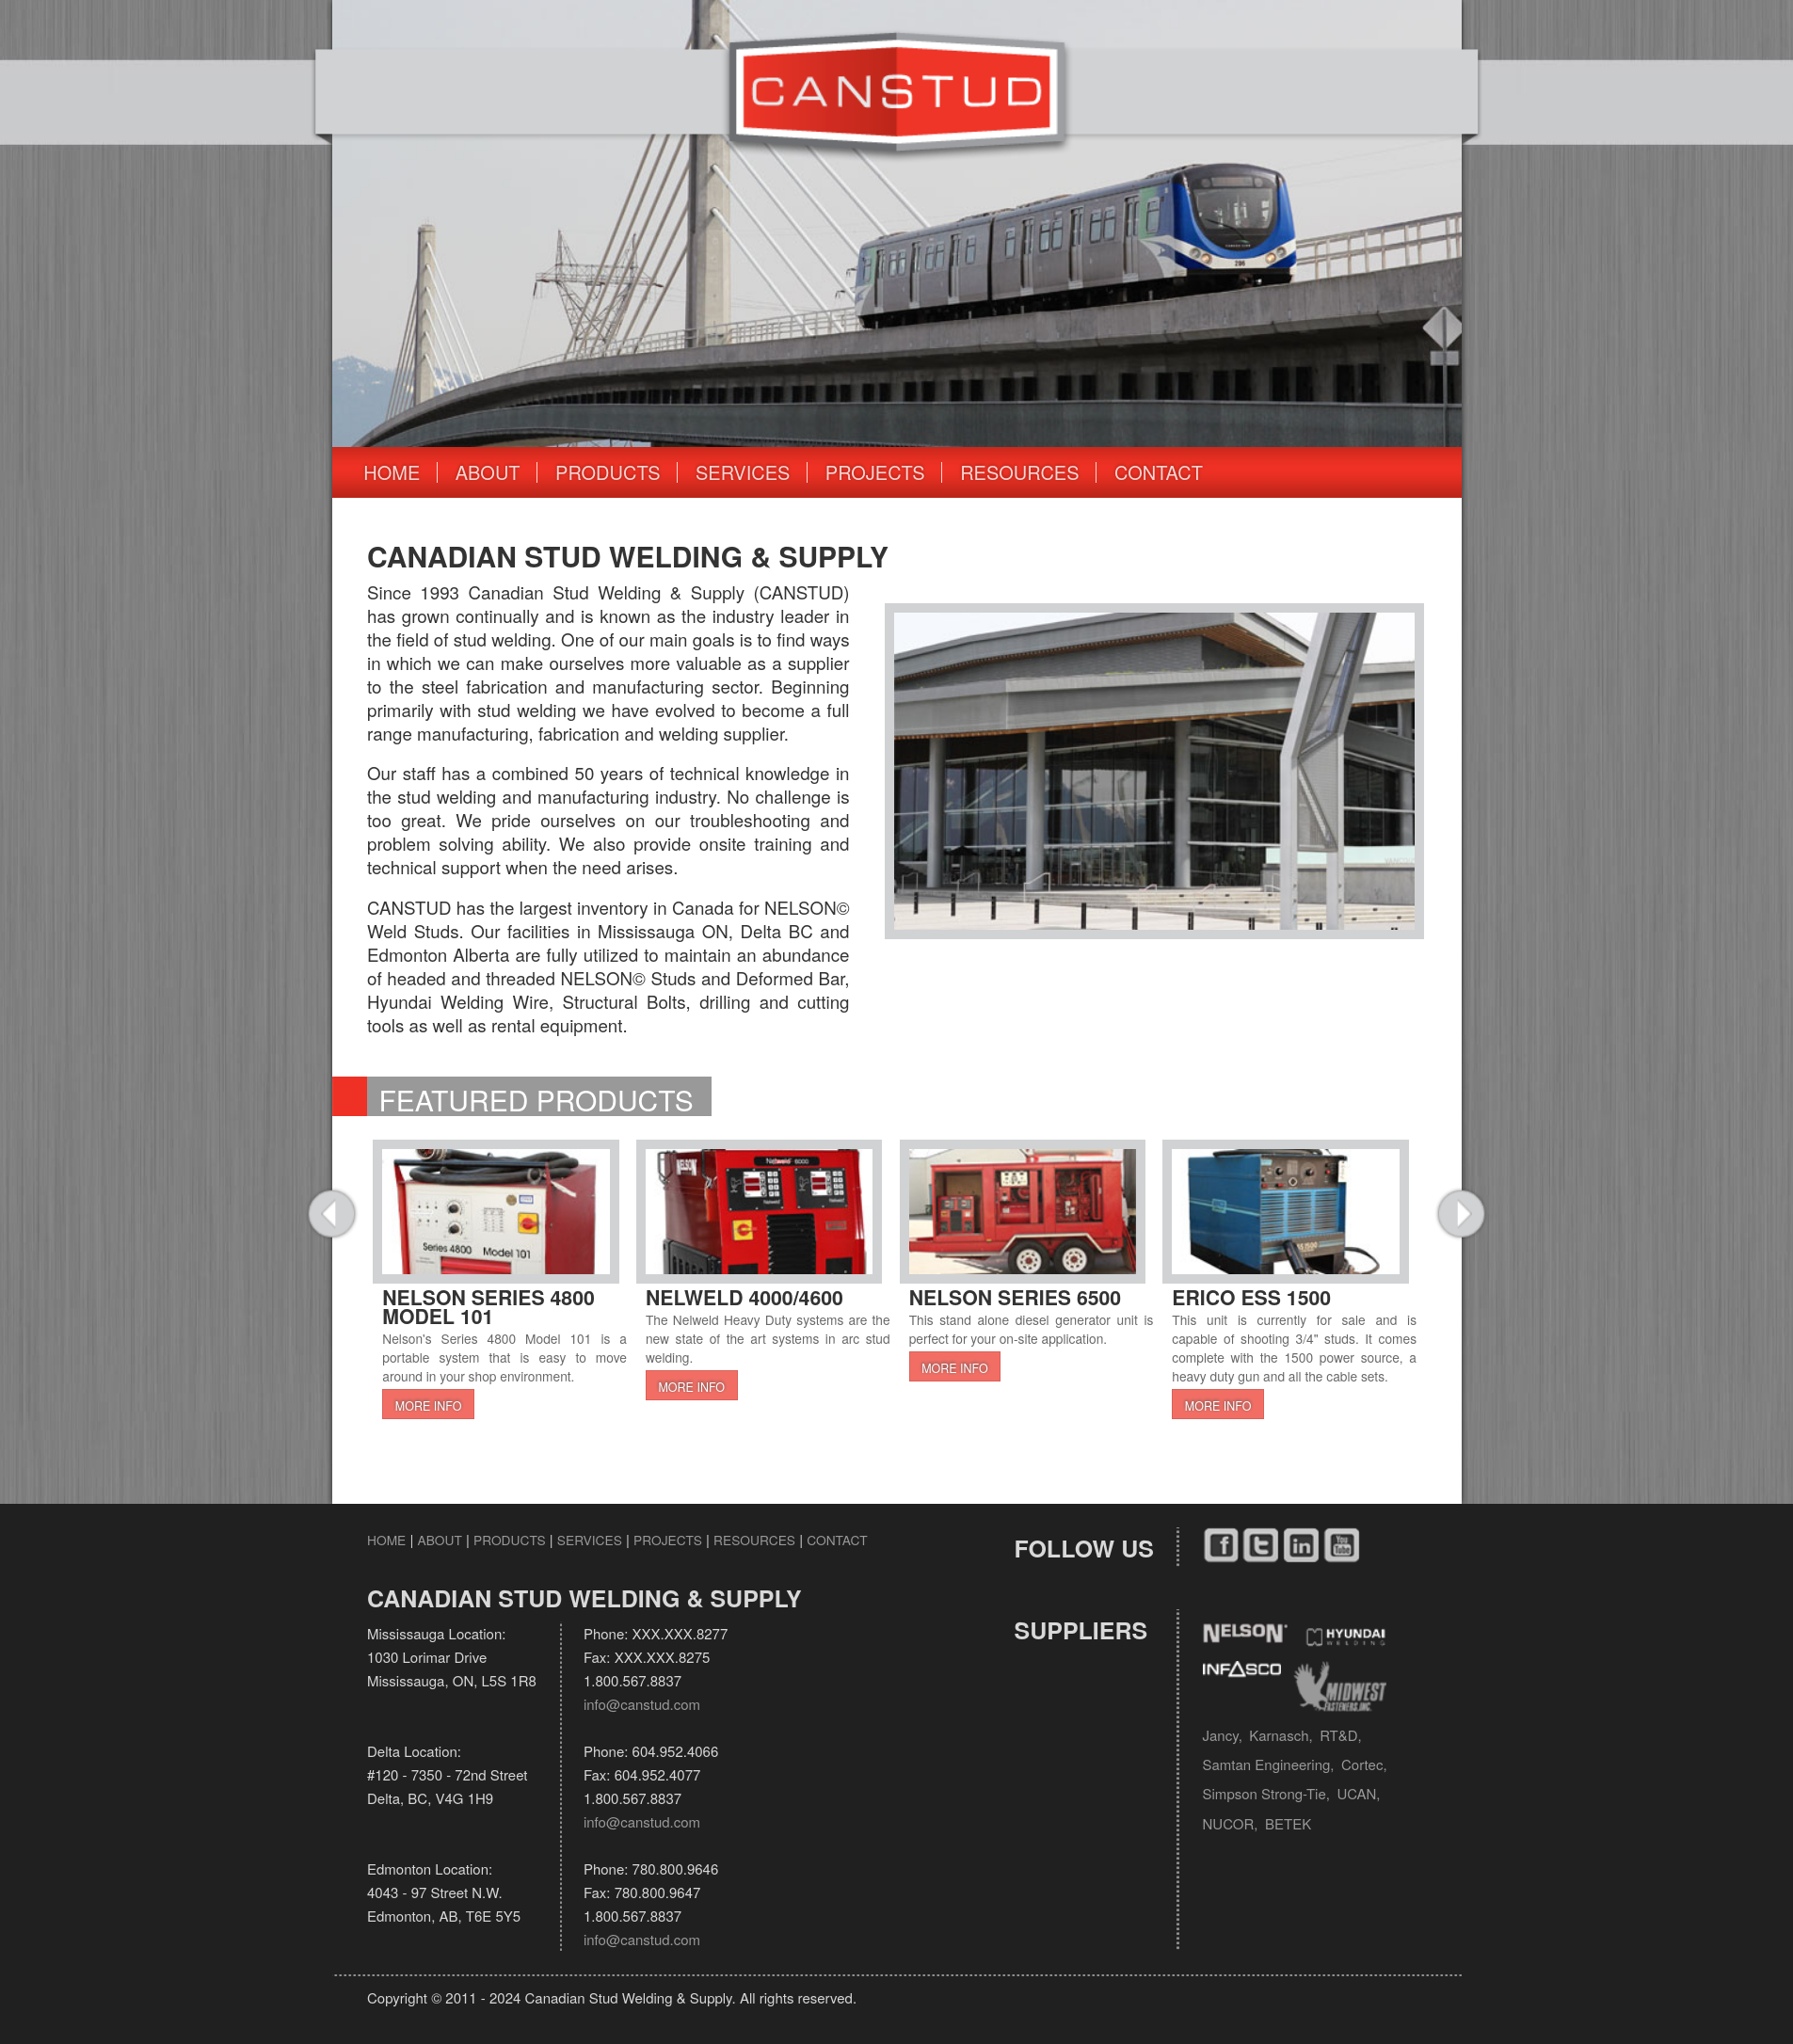 CANSTUD
HOME
ABOUT
PRODUCTS
SERVICES
PROJECTS
RESOURCES
CONTACT
CANADIAN STUD WELDING & SUPPLY
Since 1993 Canadian Stud Welding & Supply (CANSTUD)
has grown continually and is known as the industry leader in
the field of stud welding. One of our main goals is to find ways
in which we can make ourselves more valuable as a supplier
to the steel fabrication and manufacturing sector. Beginning
primarily with stud welding we have evolved to become a full
range manufacturing, fabrication and welding supplier.
Our staff has a combined 50 years of technical knowledge in
the stud welding and manufacturing industry. No challenge is
too great. We pride ourselves on our troubleshooting and
problem solving ability. We also provide onsite training and
technical support when the need arises.
CANSTUD has the largest inventory in Canada for NELSON©
Weld Studs. Our facilities in Mississauga ON, Delta BC and
Edmonton Alberta are fully utilized to maintain an abundance
of headed and threaded NELSON© Studs and Deformed Bar,
Hyundai Welding Wire, Structural Bolts, drilling and cutting
tools as well as rental equipment.
FEATURED PRODUCTS
Series 4800 Model 101
NELSON SERIES 4800
MODEL 101
Nelson's Series 4800 Model 101 is a
portable system that is easy to move
around in your shop environment.
MORE INFO
NELSON
Nelweld 6000
NELWELD 4000/4600
The Nelweld Heavy Duty systems are the
new state of the art systems in arc stud
welding.
MORE INFO
NELSON SERIES 6500
This stand alone diesel generator unit is
perfect for your on-site application.
MORE INFO
ERICO ESS 1500
This unit is currently for sale and is
capable of shooting 3/4" studs. It comes
complete with the 1500 power source, a
heavy duty gun and all the cable sets.
MORE INFO
HOME | ABOUT | PRODUCTS | SERVICES | PROJECTS | RESOURCES | CONTACT
CANADIAN STUD WELDING & SUPPLY
Mississauga Location:
1030 Lorimar Drive
Mississauga, ON, L5S 1R8
Phone: XXX.XXX.8277
Fax: XXX.XXX.8275
1.800.567.8837
info@canstud.com
Delta Location:
#120 - 7350 - 72nd Street
Delta, BC, V4G 1H9
Phone: 604.952.4066
Fax: 604.952.4077
1.800.567.8837
info@canstud.com
Edmonton Location:
4043 - 97 Street N.W.
Edmonton, AB, T6E 5Y5
Phone: 780.800.9646
Fax: 780.800.9647
1.800.567.8837
info@canstud.com
FOLLOW US
f t in You Tube
SUPPLIERS
NELSON
HYUNDAI
WELDING
INFASCO
MIDWEST
FASTENERS, INC.
Jancy, Karnasch, RT&D,
Samtan Engineering, Cortec,
Simpson Strong-Tie, UCAN,
NUCOR, BETEK
Copyright © 2011 - 2024 Canadian Stud Welding & Supply. All rights reserved.